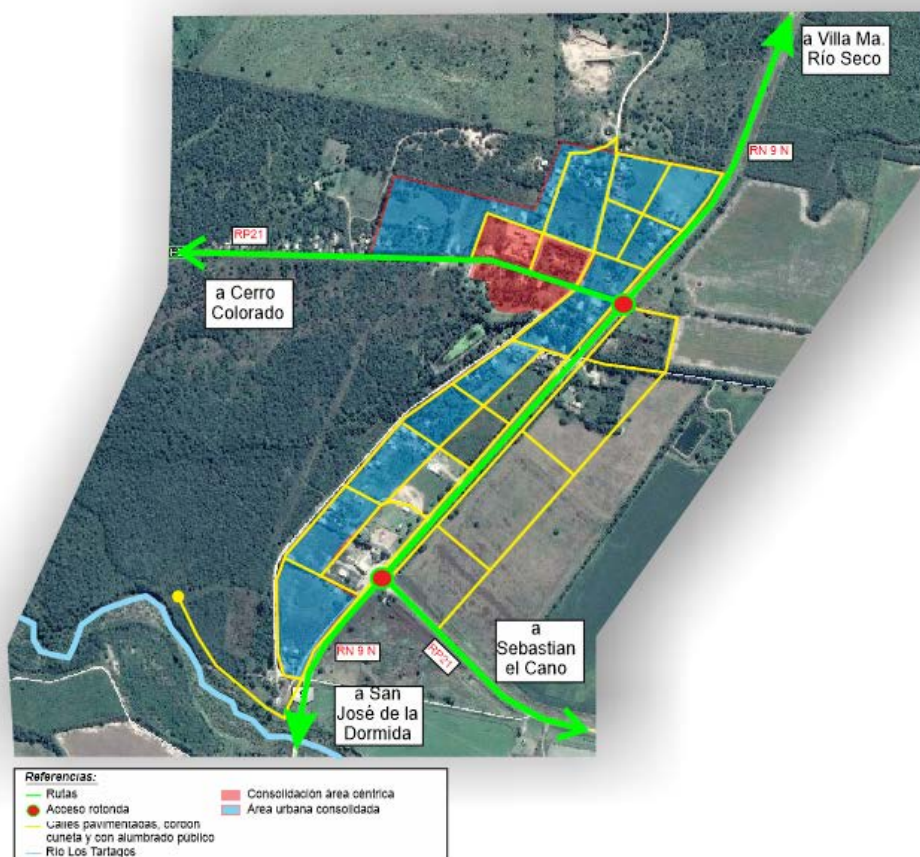 a Villa Ma.
Río Seco
RN 9 N
RP21
a Cerro
Colorado
a
Sebastian
el Cano
RN 9 N
RP21
a San
José de la
Dormida
Referencias:
Rutas
Acceso rotonda
Calles pavimentadas, cordon
cuneta y con alumbrado público
Río Los Tartagos
Consolidación área céntrica
Área urbana consolidada